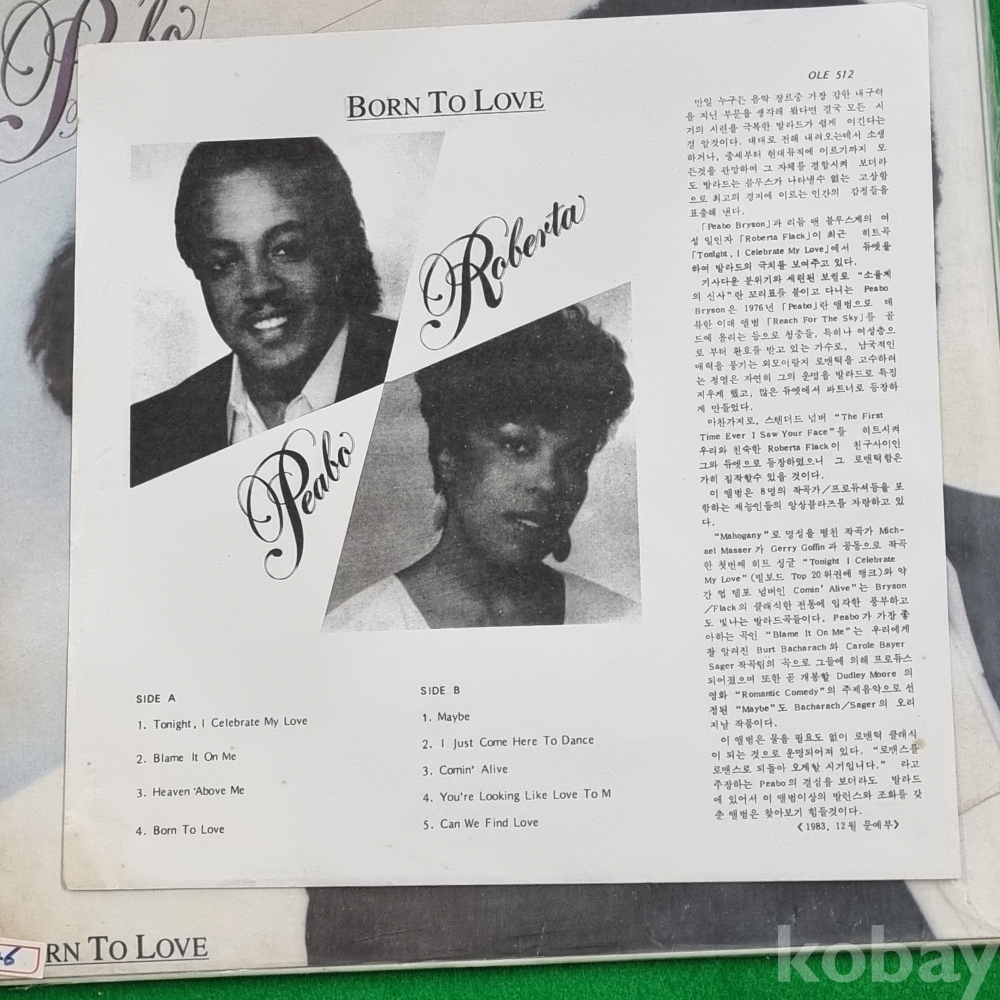 OLE 512
BORN TO LOVE
Roberta
Peabo
SIDE A
1. Tonight, I Celebrate My Love
2. Blame It On Me
3. Heaven Above Me
4. Born To Love
SIDE B
1. Maybe
2. I Just Come Here To Dance
3. Comin' Alive
4. You're Looking Like Love To M
5. Can We Find Love
만일 누구든 음악 장르중 가장 강한 내구력
을 지닌 부문을 생각해 봤다면 결국 모든 시
기의 시련을 극복한 발라드가 쉽게 이긴다는
걸 알것이다. 대대로 전해 내려오는데서 소생
하거나, 중세부터 현대뮤직에 이르기까지 모
든것을 관망하여 그 자체를 결합시켜 보더라
도 발라드는 블루스가 나타낼수 없는 고상함
으로 최고의 경지에 이르는 인간의 감정들을
표출해 낸다.
「Peabo Bryson」과 리듬 앤 블루스계의 여
성 일인자 「Roberta Flack」이 최근 히트곡
「Tonight, I Celebrate My Love」에서 듀엣을
하여 발라드의 극치를 보여주고 있다.
기사다운 분위기와 세련된 보컬로 “소울계
의 신사”란 꼬리표를 붙이고 다니는 Peabo
Bryson은 1976년 「Peabo」란 앨범으로 데
뷔한 이래 앨범 「Reach For The Sky」를 골
드에 올리는 등으로 청중들, 특히나 여성층으
로 부터 환호를 받고 있는 가수로, 남국적인
매력을 풍기는 외모이랄지 로맨틱을 고수하려
는 정열은 자연히 그의 운명을 발라드로 특징
지우게 했고, 많은 듀엣에서 파트너로 등장하
게 만들었다.
마찬가지로, 스탠더드 넘버 “The First
Time Ever I Saw Your Face”를 히트시켜
우리와 친숙한 Roberta Flack이 친구사이인
그와 듀엣으로 등장하였으니 그 로맨틱함은
가히 짐작할수 있을 것이다.
이 앨범은 8명의 작곡가/프로듀서등을 포
함하는 재능인들의 앙상블라즈를 자랑하고 있
다.
“Mahogany”로 명성을 떨친 작곡가 Mich-
ael Masser가 Gerry Goffin과 공동으로 작곡
한 첫번째 히트 싱글 “Tonight I Celebrate
My Love” (빌보드 Top 20위권에 랭크)와 약
간 업 템포 넘버인 Comin' Alive”는 Bryson
/Flack의 클래식한 전통에 입각한 풍부하고
도 빛나는 발라드곡들이다. Peabo가 가장 좋
아하는 곡인 “Blame It On Me”는 우리에게
잘 알려진 Burt Bacharach와 Carole Bayer
Sager 작곡팀의 곡으로 그들에 의해 프로듀스
되어졌으며 또한 곧 개봉할 Dudley Moore의
영화 “Romantic Comedy”의 주제음악으로 선
정된 “Maybe”도 Bacharach/Sager의 오리
지날 작품이다.
이 앨범은 물을 필요도 없이 로맨틱 클래식
이 되는 것으로 운명되어져 있다. “로맨스를
로맨스로 되돌아 오게할 시기입니다.” 라고
주장하는 Peabo의 결심을 보더라도 발라드
에 있어서 이 앨범이상의 발런스와 조화를 갖
춘 앨범은 찾아보기 힘들것이다.
《1983. 12월 문예부》
RN TO LOVE
kobay